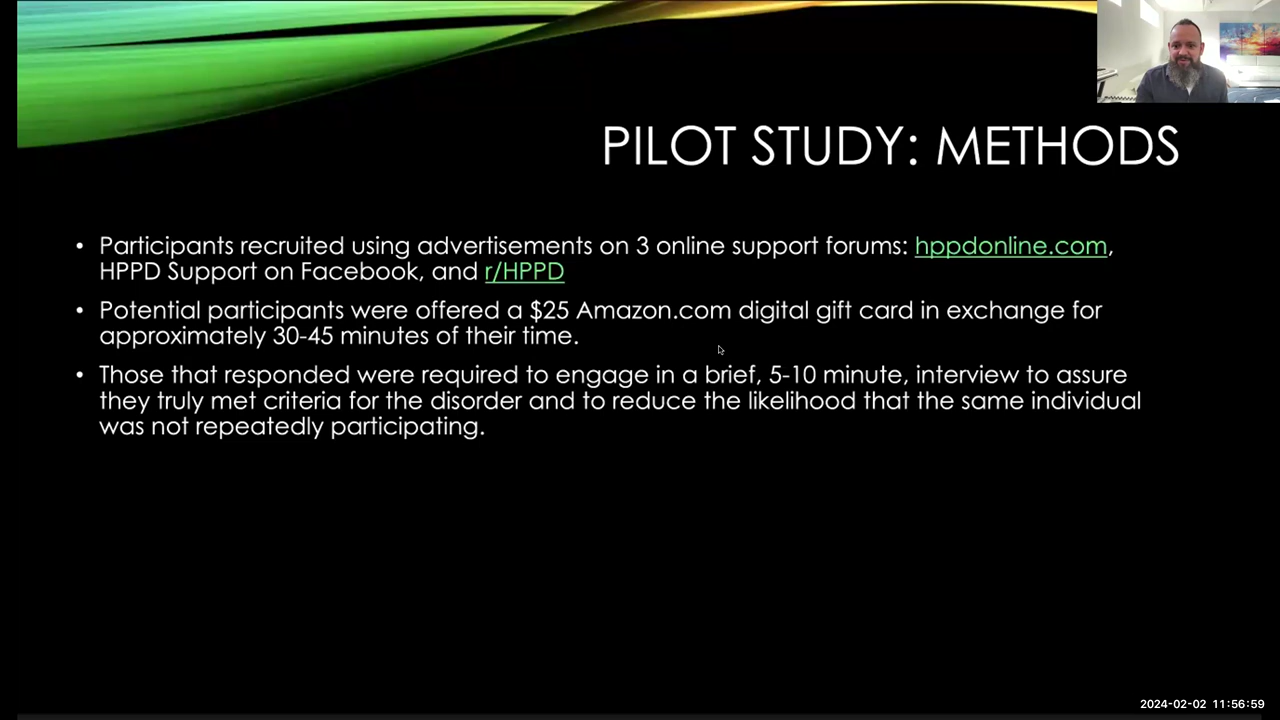 PILOT STUDY: METHODS
• Participants recruited using advertisements on 3 online support forums: hppdonline.com,
HPPD Support on Facebook, and r/HPPD
• Potential participants were offered a $25 Amazon.com digital gift card in exchange for
approximately 30-45 minutes of their time.
• Those that responded were required to engage in a brief, 5-10 minute, interview to assure
they truly met criteria for the disorder and to reduce the likelihood that the same individual
was not repeatedly participating.
2024-02-02 11:56:59